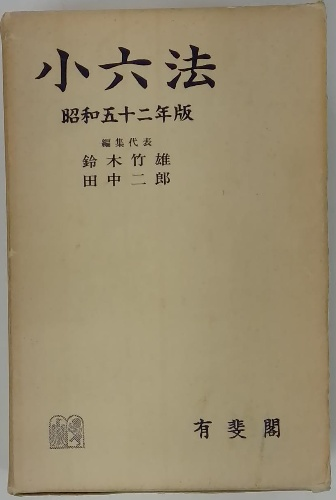 小六法
昭和五十二年版
編集代表
鈴木竹雄
田中二郎
有斐閣